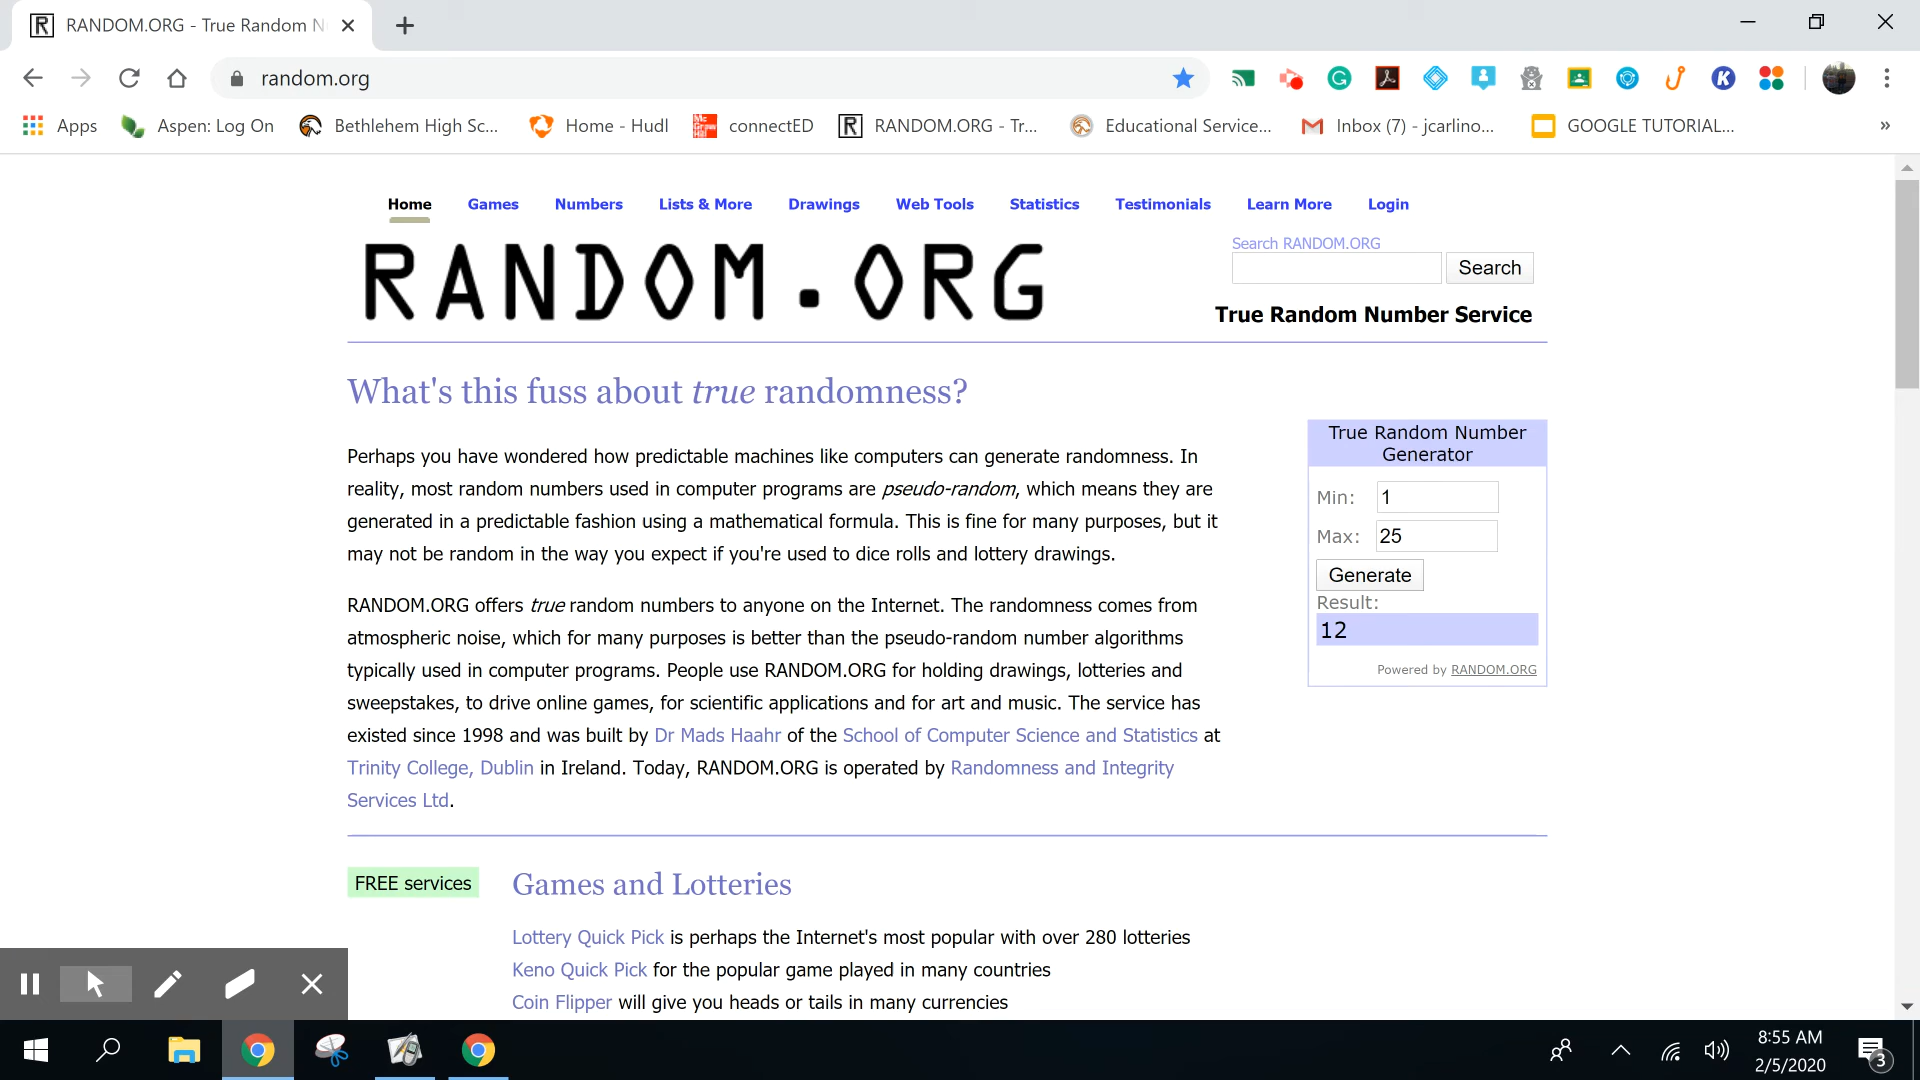 RANDOM.ORG - True Random N
random.org
Apps Aspen: Log On Bethlehem High Sc... Home - Hudl connectED RANDOM.ORG - Tr... Educational Service... Inbox (7) - jcarlino... GOOGLE TUTORIAL... »
Home Games Numbers Lists & More Drawings Web Tools Statistics Testimonials Learn More Login
RANDOM.ORG
Search RANDOM.ORG
Search
True Random Number Service
What's this fuss about true randomness?
Perhaps you have wondered how predictable machines like computers can generate randomness. In
reality, most random numbers used in computer programs are pseudo-random, which means they are
generated in a predictable fashion using a mathematical formula. This is fine for many purposes, but it
may not be random in the way you expect if you're used to dice rolls and lottery drawings.
RANDOM.ORG offers true random numbers to anyone on the Internet. The randomness comes from
atmospheric noise, which for many purposes is better than the pseudo-random number algorithms
typically used in computer programs. People use RANDOM.ORG for holding drawings, lotteries and
sweepstakes, to drive online games, for scientific applications and for art and music. The service has
existed since 1998 and was built by Dr Mads Haahr of the School of Computer Science and Statistics at
Trinity College, Dublin in Ireland. Today, RANDOM.ORG is operated by Randomness and Integrity
Services Ltd.
True Random Number
Generator
Min: 1
Max: 25
Generate
Result:
12
Powered by RANDOM.ORG
FREE services
Games and Lotteries
Lottery Quick Pick is perhaps the Internet's most popular with over 280 lotteries
Keno Quick Pick for the popular game played in many countries
Coin Flipper will give you heads or tails in many currencies
8:55 AM
2/5/2020
3